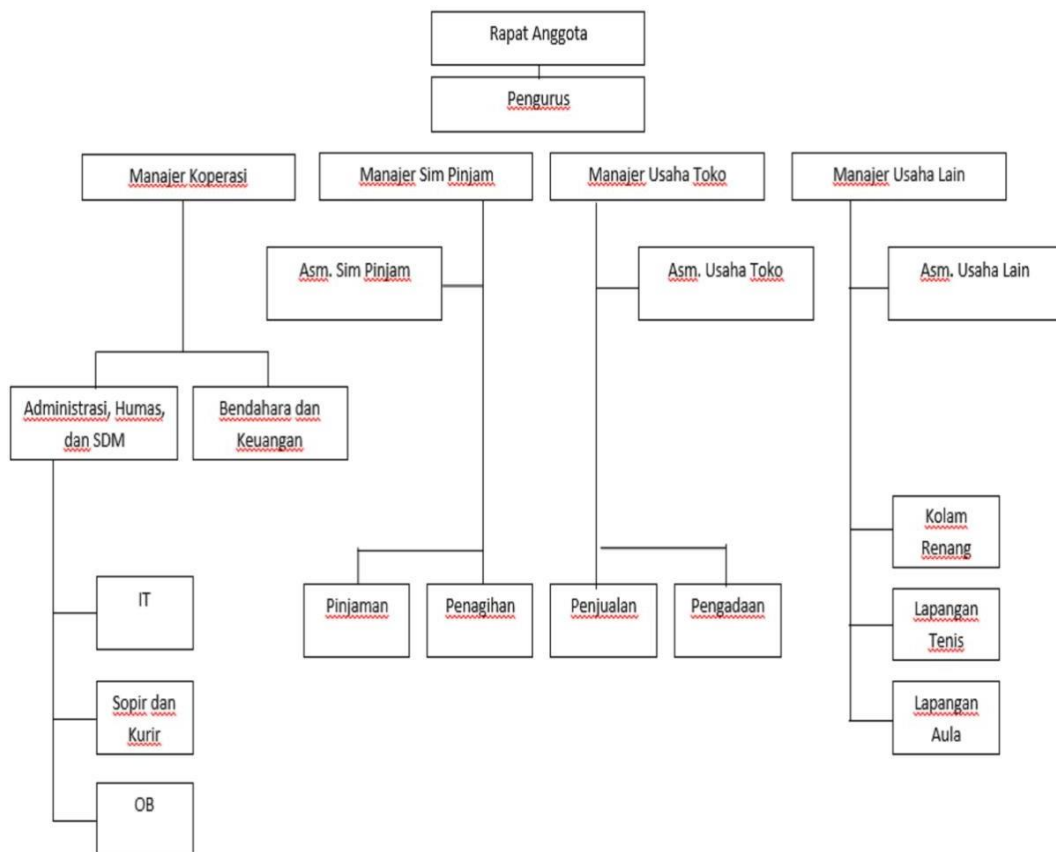 Rapat Anggota
Pengurus
Manajer Koperasi
Manajer Sim Pinjam
Manajer Usaha Toko
Manajer Usaha Lain
Asm. Sim Pinjam
Asm. Usaha Toko
Asm. Usaha Lain
Administrasi, Humas,
dan SDM
Bendahara dan
Keuangan
Kolam
Renang
IT
Pinjaman
Penagihan
Penjualan
Pengadaan
Lapangan
Tenis
Sopir dan
Kurir
Lapangan
Aula
OB